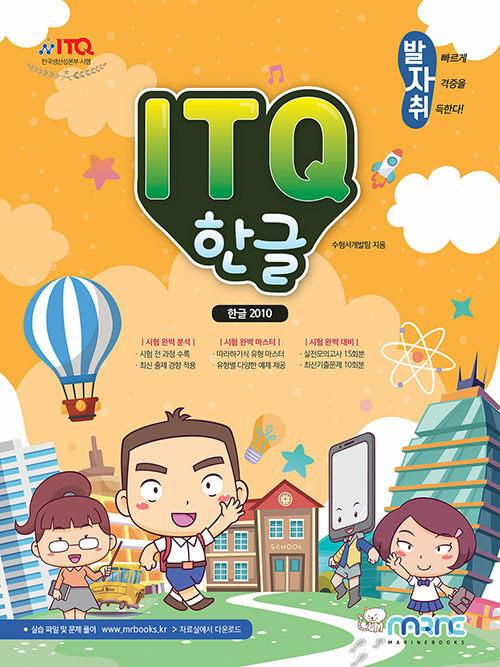 ITQ
한국생산성본부 시행
발 빠르게
자 격증을
취 득한다!
ITQ
한글
수험서개발팀 지음
한글 2010
| 시험 완벽 분석 |
· 시험 전 과정 수록
· 최신 출제 경향 적용
| 시험 완벽 마스터 |
· 따라하기식 유형 마스터
· 유형별 다양한 예제 제공
| 시험 완벽 대비 |
· 실전모의고사 15회분
· 최신기출문제 10회분
SCHOOL
• 실습 파일 및 문제 풀이 www.mrbooks.kr > 자료실에서 다운로드
MARINE
MARINEBOOKS